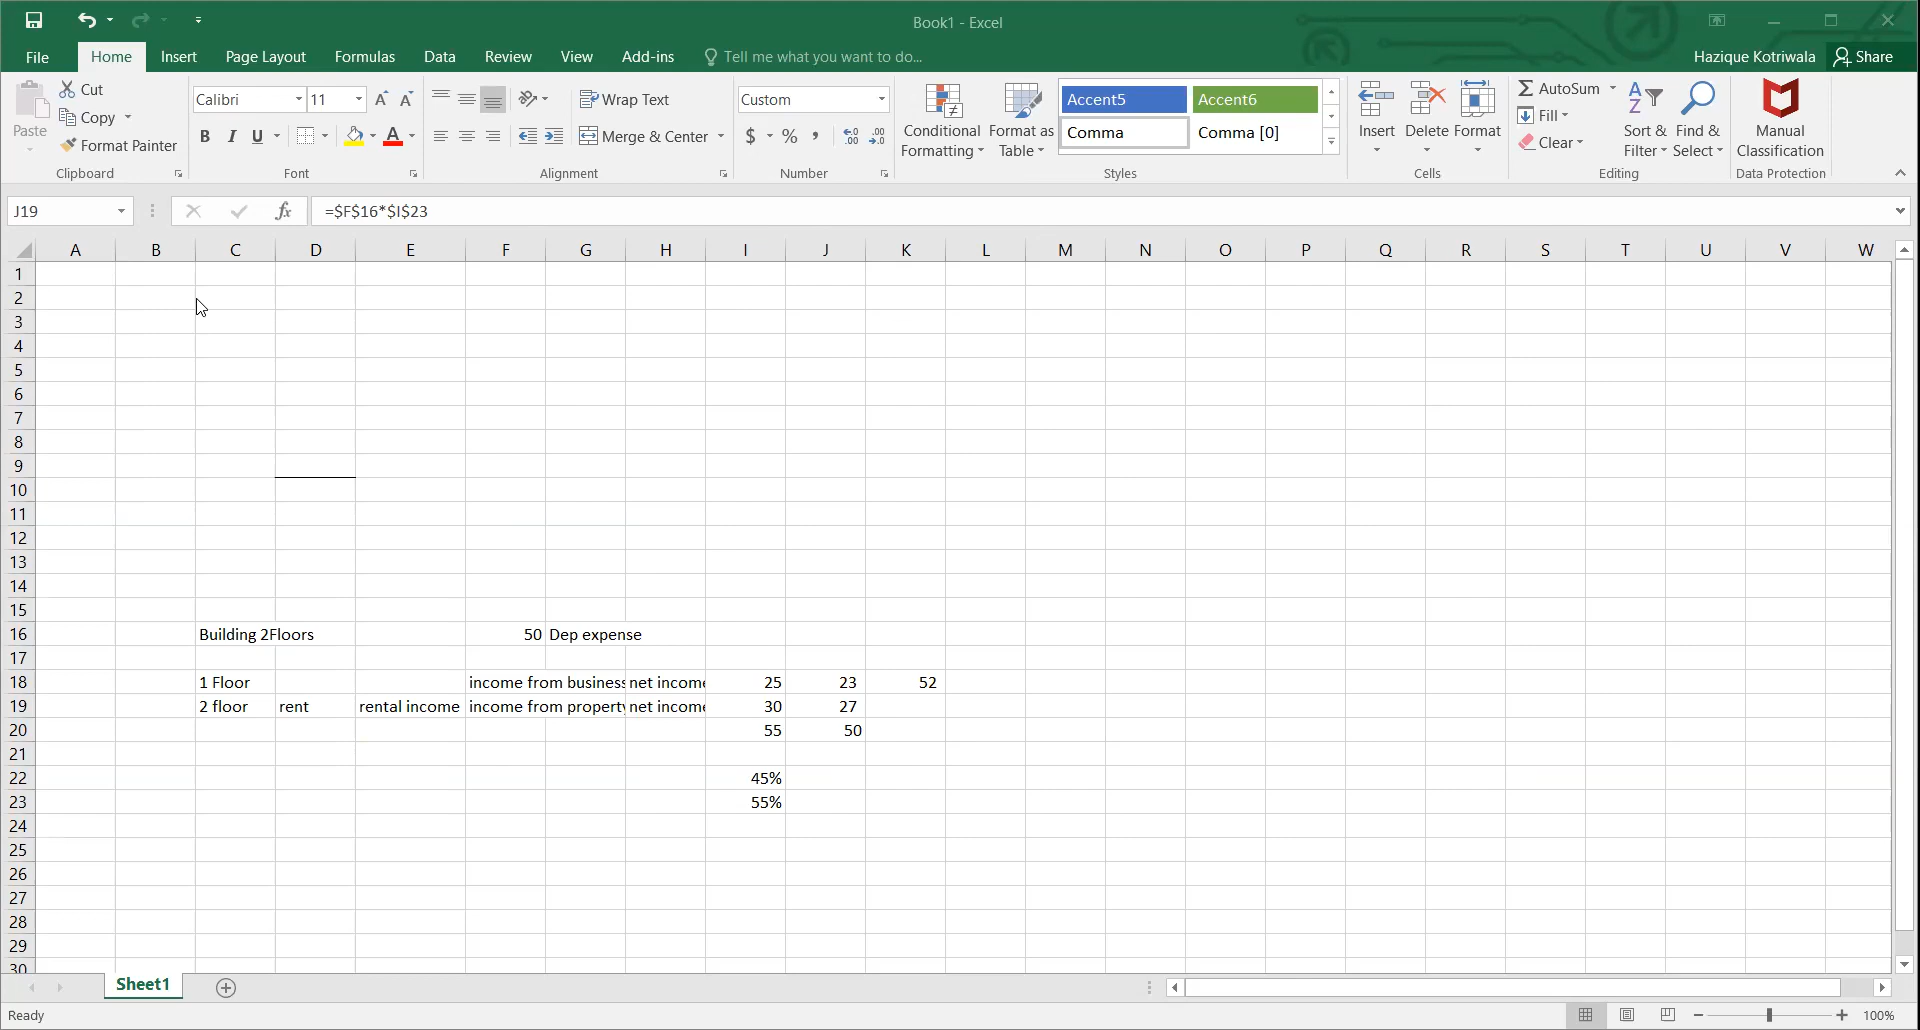 Book1 - Excel
File Home Insert Page Layout Formulas Data Review View Add-ins Tell me what you want to do... Hazique Kotriwala Share
Paste
Cut
Copy
Format Painter
Clipboard
Calibri 11
B I U
Font
Wrap Text
Merge & Center
Alignment
Custom
$ % ,
Number
Conditional
Formatting
Format as
Table
Accent5 Accent6
Comma Comma [0]
Styles
Insert Delete Format
Cells
AutoSum
Fill
Clear
Sort &
Filter
Find &
Select
Editing
Manual
Classification
Data Protection
J19 fx =$F$16*$I$23
A B C D E F G H I J K L M N O P Q R S T U V W
1
2
3
4
5
6
7
8
9
10
11
12
13
14
15
16 Building 2Floors 50 Dep expense
17
18 1 Floor income from business net income 25 23 52
19 2 floor rent rental income income from property net income 30 27
20 55 50
21
22 45%
23 55%
24
25
26
27
28
29
30
Sheet1
Ready 100%